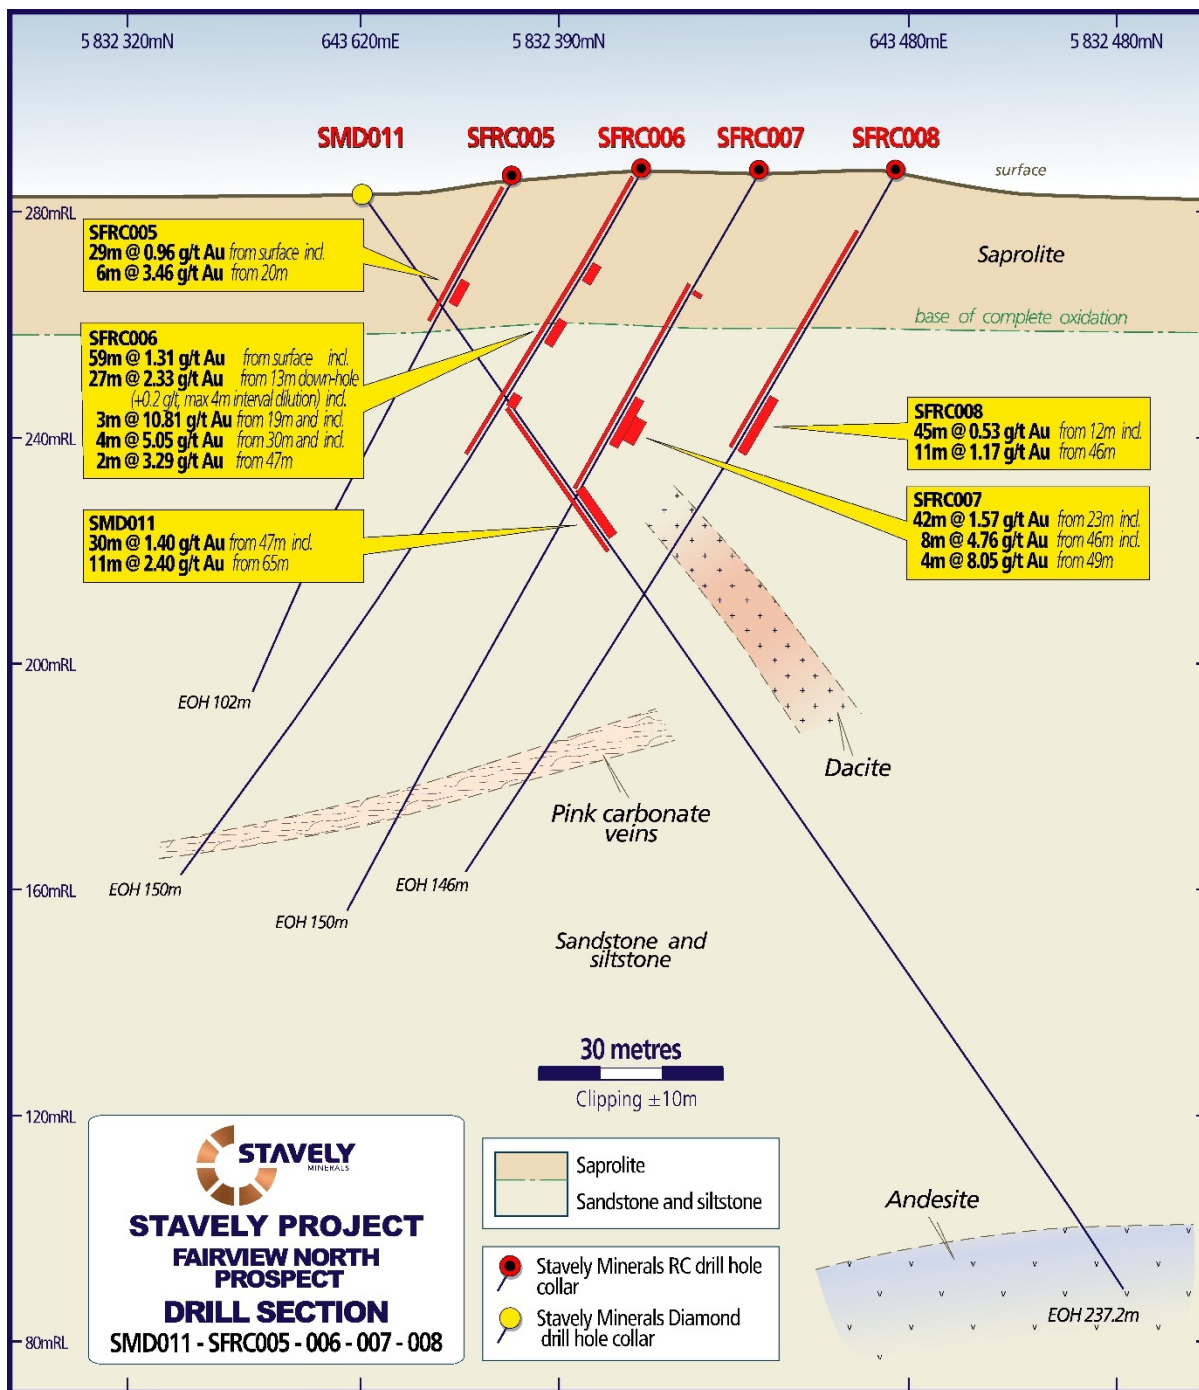 5 832 320mN
643 620mE
5 832 390mN
643 480mE
5 832 480mN
SMD011
SFRC005
SFRC006
SFRC007
SFRC008
surface
280mRL
SFRC005
29m @ 0.96 g/t Au from surface incl.
6m @ 3.46 g/t Au from 20m
Saprolite
base of complete oxidation
SFRC006
59m @ 1.31 g/t Au from surface incl.
27m @ 2.33 g/t Au from 13m down-hole
(+0.2 g/t, max 4m interval dilution) incl.
3m @ 10.81 g/t Au from 19m and incl.
4m @ 5.05 g/t Au from 30m and incl.
2m @ 3.29 g/t Au from 47m
240mRL
SFRC008
45m @ 0.53 g/t Au from 12m incl.
11m @ 1.17 g/t Au from 46m
SFRC007
42m @ 1.57 g/t Au from 23m incl.
8m @ 4.76 g/t Au from 46m incl.
4m @ 8.05 g/t Au from 49m
SMD011
30m @ 1.40 g/t Au from 47m incl.
11m @ 2.40 g/t Au from 65m
200mRL
EOH 102m
Dacite
Pink carbonate
veins
160mRL
EOH 150m
EOH 150m
EOH 146m
Sandstone and
siltstone
30 metres
Clipping ±10m
120mRL
STAVELY
MINERALS
STAVELY PROJECT
FAIRVIEW NORTH
PROSPECT
DRILL SECTION
SMD011 - SFRC005 - 006 - 007 - 008
Saprolite
Sandstone and siltstone
Stavely Minerals RC drill hole
collar
Stavely Minerals Diamond
drill hole collar
Andesite
EOH 237.2m
80mRL